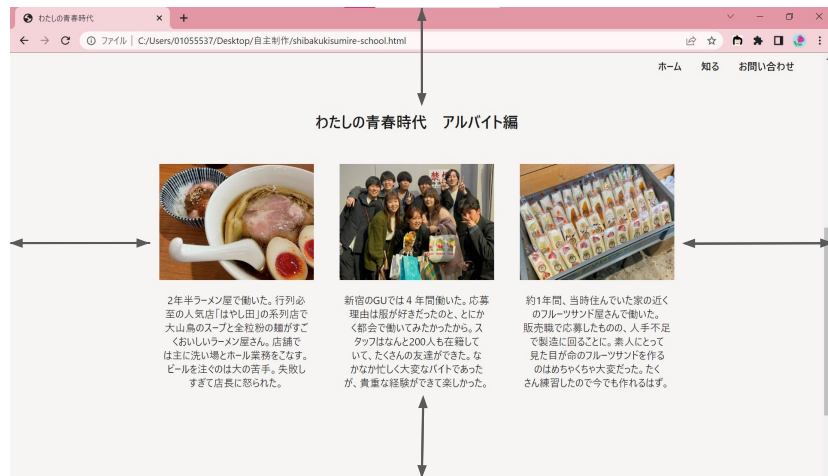 わたしの青春時代
ファイル
C:/Users/01055537/Desktop/自主制作/shibakukisumire-school.html
ホーム 知る お問い合わせ
わたしの青春時代 アルバイト編
禁
2年半ラーメン屋で働いた。行列必
至の人気店「はやし田」の系列店で
大山鳥のスープと全粒粉の麺がすご
くおいしいラーメン屋さん。店舗で
は主に洗い場とホール業務をこなす。
ビールを注ぐのは大の苦手。失敗し
すぎて店長に怒られた。
新宿のGUでは4年間働いた。応募
理由は服が好きだったのと、とにか
く都会で働いてみたかったから。ス
タッフはなんと200人も在籍して
いて、たくさんの友達ができた。な
かなか忙しく大変なバイトであった
が、貴重な経験ができて楽しかった。
約1年間、当時住んでいた家の近く
のフルーツサンド屋さんで働いた。
販売職で応募したものの、人手不足
で製造に回ることに。素人にとって
見た目が命のフルーツサンドを作る
のはめちゃくちゃ大変だった。たく
さん練習したので今でも作れるはず。